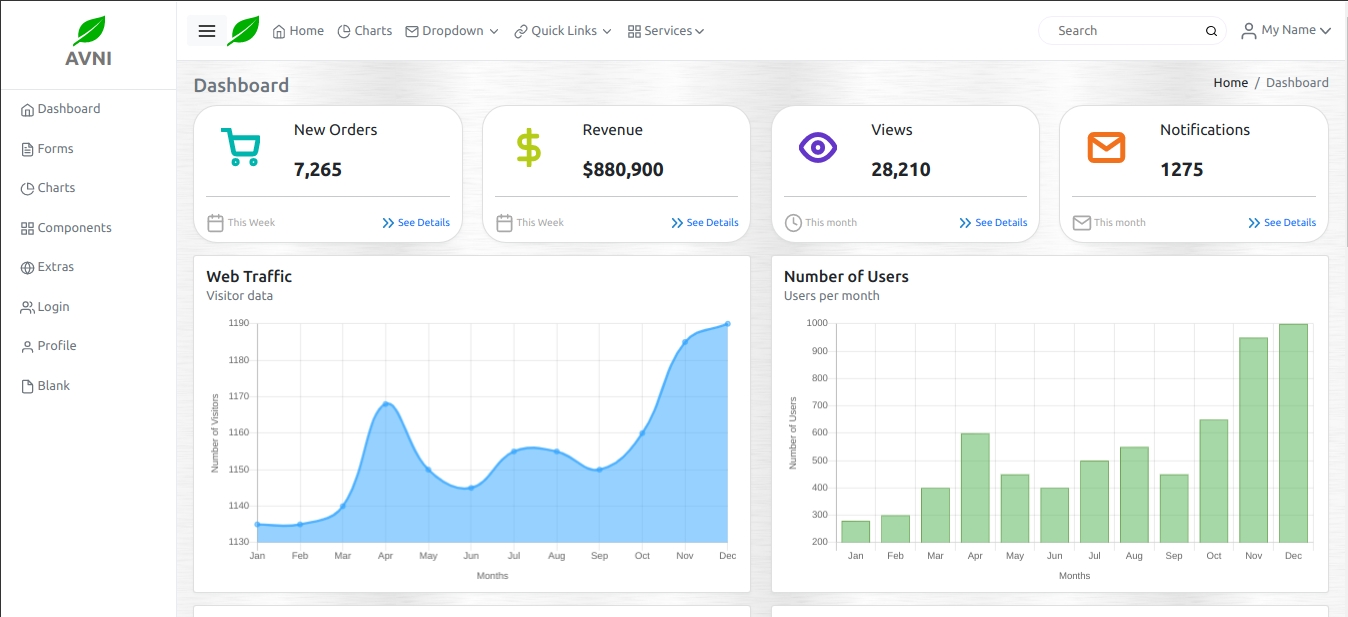 AVNI
Home Charts Dropdown Quick Links Services Search My Name
Dashboard
Forms
Charts
Components
Extras
Login
Profile
Blank
Dashboard
Home / Dashboard
New Orders
7,265
This Week See Details
Revenue
$880,900
This Week See Details
Views
28,210
This month See Details
Notifications
1275
This month See Details
Web Traffic
Visitor data
Number of Visitors
1190
1180
1170
1160
1150
1140
1130
Jan Feb Mar Apr May Jun Jul Aug Sep Oct Nov Dec
Months
Number of Users
Users per month
Number of Users
1000
900
800
700
600
500
400
300
200
Jan Feb Mar Apr May Jun Jul Aug Sep Oct Nov Dec
Months